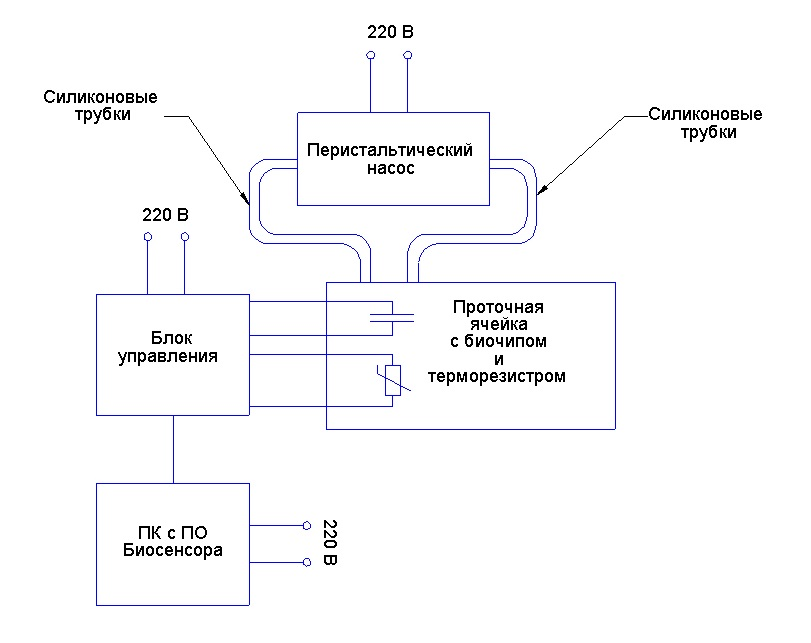 220 В
Силиконовые
трубки
Силиконовые
трубки
Перистальтический
насос
220 В
Проточная
ячейка
с биочипом
и
терморезистром
Блок
управления
ПК с ПО
Биосенсора
220 В